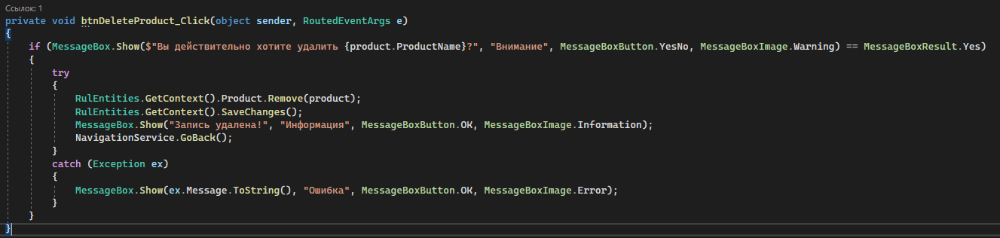 Ссылок: 1
private void btnDeleteProduct_Click(object sender, RoutedEventArgs e)
{
if (MessageBox.Show($"Вы действительно хотите удалить {product.ProductName}?", "Внимание", MessageBoxButton.YesNo, MessageBoxImage.Warning) == MessageBoxResult.Yes)
{
try
{
RulEntities.GetContext().Product.Remove(product);
RulEntities.GetContext().SaveChanges();
MessageBox.Show("Запись удалена!", "Информация", MessageBoxButton.OK, MessageBoxImage.Information);
NavigationService.GoBack();
}
catch (Exception ex)
{
MessageBox.Show(ex.Message.ToString(), "Ошибка", MessageBoxButton.OK, MessageBoxImage.Error);
}
}
}